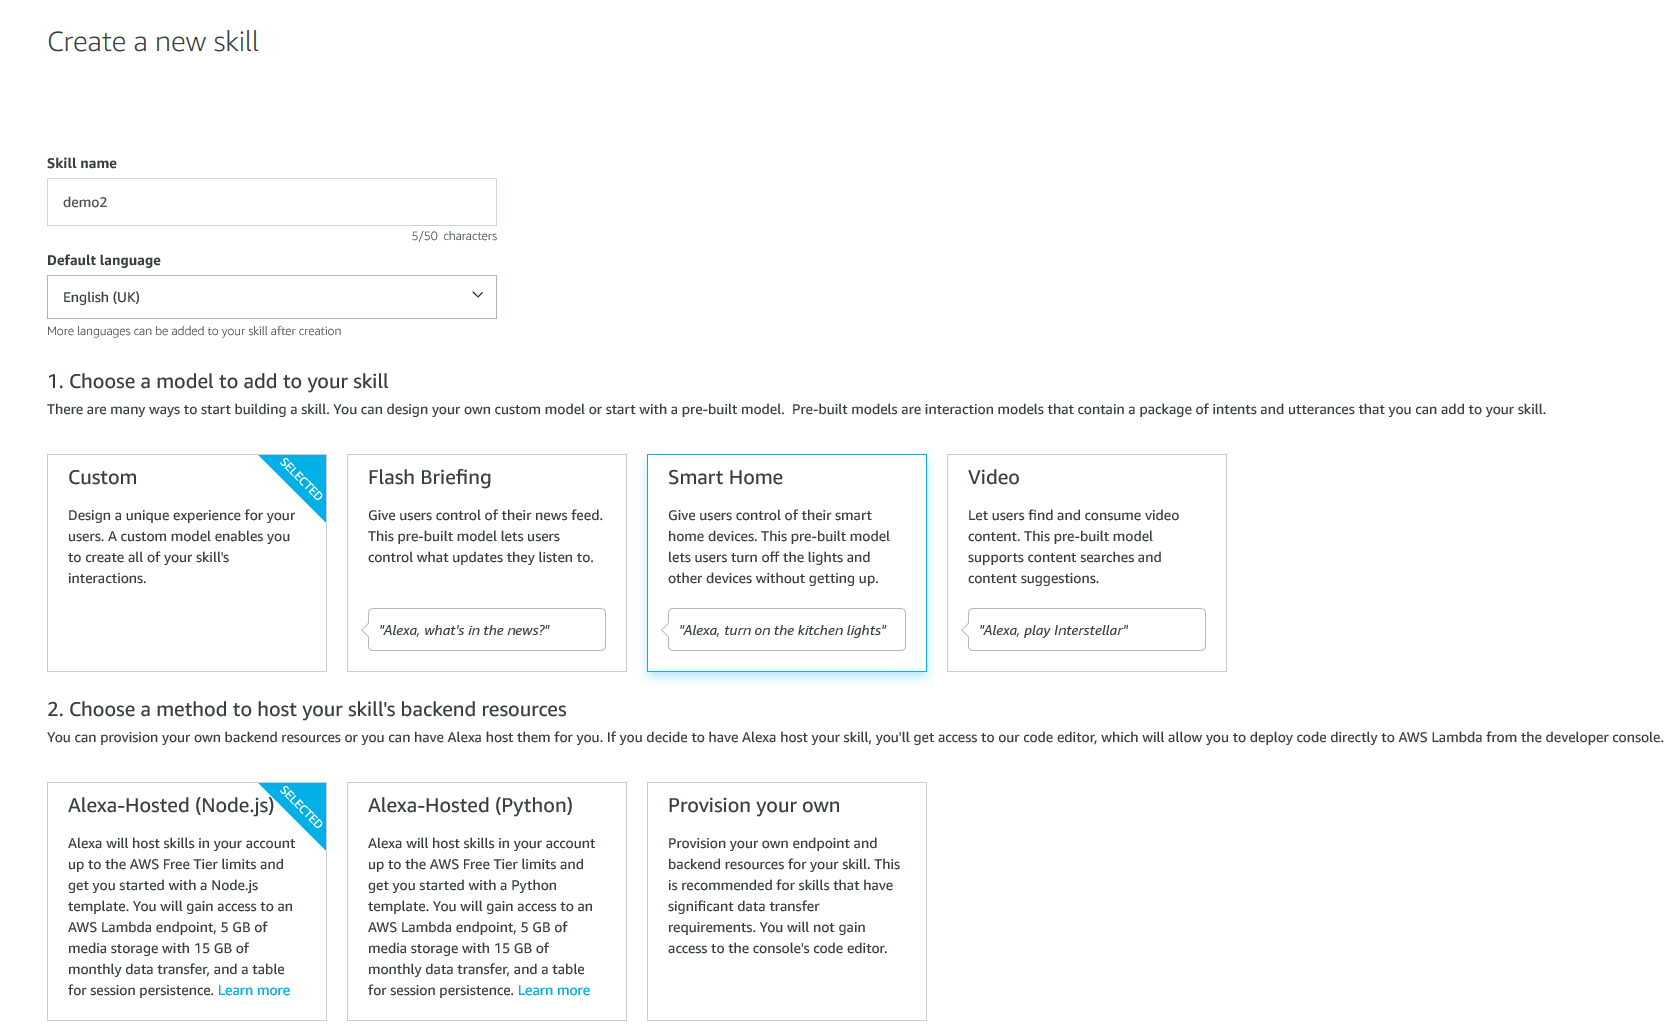 Create a new skill
Skill name
demo2
5/50 characters
Default language
English (UK)
More languages can be added to your skill after creation
1. Choose a model to add to your skill
There are many ways to start building a skill. You can design your own custom model or start with a pre-built model. Pre-built models are interaction models that contain a package of intents and utterances that you can add to your skill.
Custom
SELECTED
Design a unique experience for your
users. A custom model enables you
to create all of your skill's
interactions.
Flash Briefing
Give users control of their news feed.
This pre-built model lets users
control what updates they listen to.
"Alexa, what's in the news?"
Smart Home
Give users control of their smart
home devices. This pre-built model
lets users turn off the lights and
other devices without getting up.
"Alexa, turn on the kitchen lights"
Video
Let users find and consume video
content. This pre-built model
supports content searches and
content suggestions.
"Alexa, play Interstellar"
2. Choose a method to host your skill's backend resources
You can provision your own backend resources or you can have Alexa host them for you. If you decide to have Alexa host your skill, you'll get access to our code editor, which will allow you to deploy code directly to AWS Lambda from the developer console.
Alexa-Hosted (Node.js)
SELECTED
Alexa will host skills in your account
up to the AWS Free Tier limits and
get you started with a Node.js
template. You will gain access to an
AWS Lambda endpoint, 5 GB of
media storage with 15 GB of
monthly data transfer, and a table
for session persistence. Learn more
Alexa-Hosted (Python)
Alexa will host skills in your account
up to the AWS Free Tier limits and
get you started with a Python
template. You will gain access to an
AWS Lambda endpoint, 5 GB of
media storage with 15 GB of
monthly data transfer, and a table
for session persistence. Learn more
Provision your own
Provision your own endpoint and
backend resources for your skill. This
is recommended for skills that have
significant data transfer
requirements. You will not gain
access to the console's code editor.